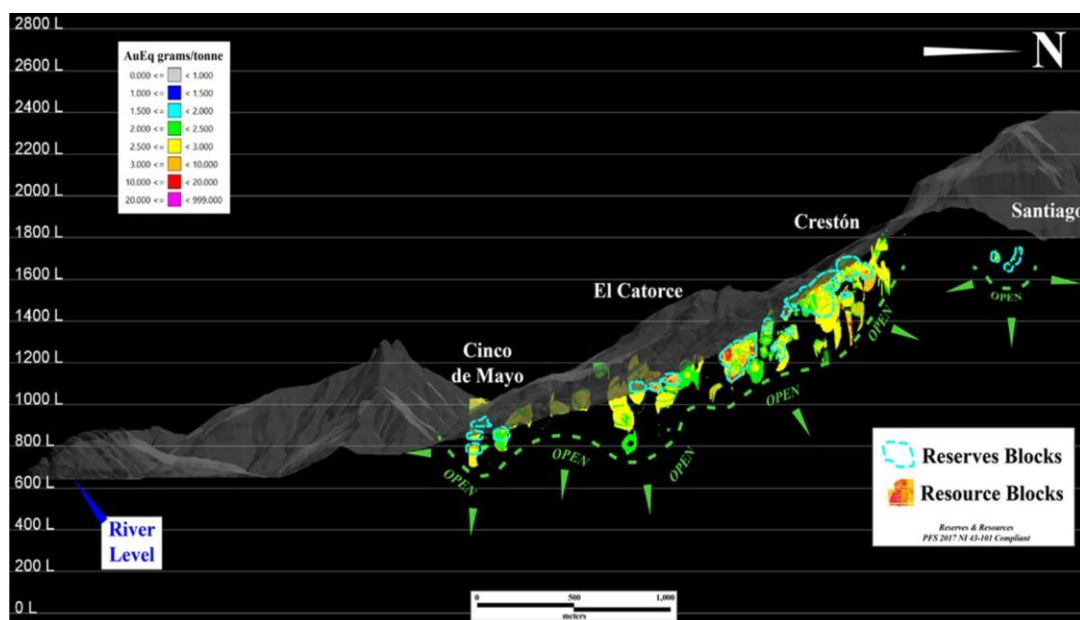 2800 L
2600 L
2400 L
2200 L
2000 L
1800 L
1600 L
1400 L
1200 L
1000 L
800 L
600 L
400 L
200 L
0 L
AuEq grams/tonne
0.000 <= < 1.000
1.000 <= < 1.500
1.500 <= < 2.000
2.000 <= < 2.500
2.500 <= < 3.000
3.000 <= < 10.000
10.000 <= < 20.000
20.000 <= < 999.000
N
Santiago
Crestón
El Catorce
Cinco
de Mayo
OPEN
OPEN
OPEN
OPEN
OPEN
OPEN
River
Level
Reserves Blocks
Resource Blocks
Reserves & Resources
PFS 2017 NI 43-101 Compliant
0 500 1,000
meters